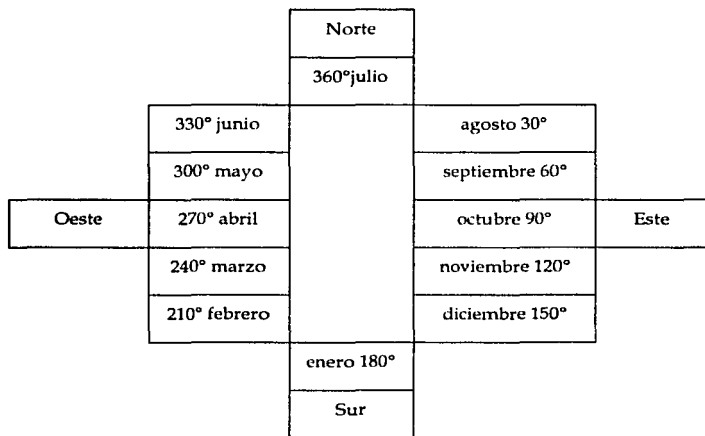 Norte
360°julio
330° junio
agosto 30°
300° mayo
septiembre 60°
Oeste
270° abril
octubre 90°
Este
240° marzo
noviembre 120°
210° febrero
diciembre 150°
enero 180°
Sur